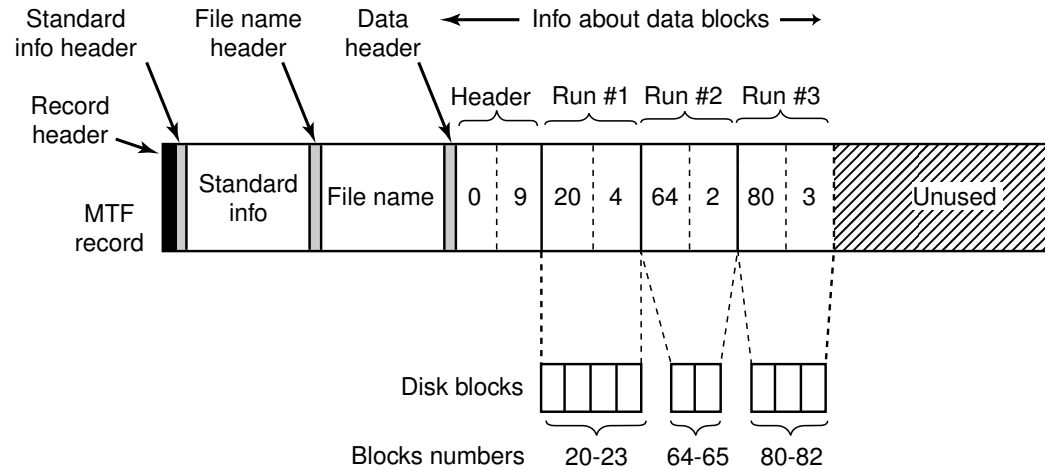 Standard
info header
File name
header
Data
header
Info about data blocks
Record
header
Header
Run #1
Run #2
Run #3
MTF
record
Standard
info
File name
0
9
20
4
64
2
80
3
Unused
Disk blocks
Blocks numbers
20-23
64-65
80-82